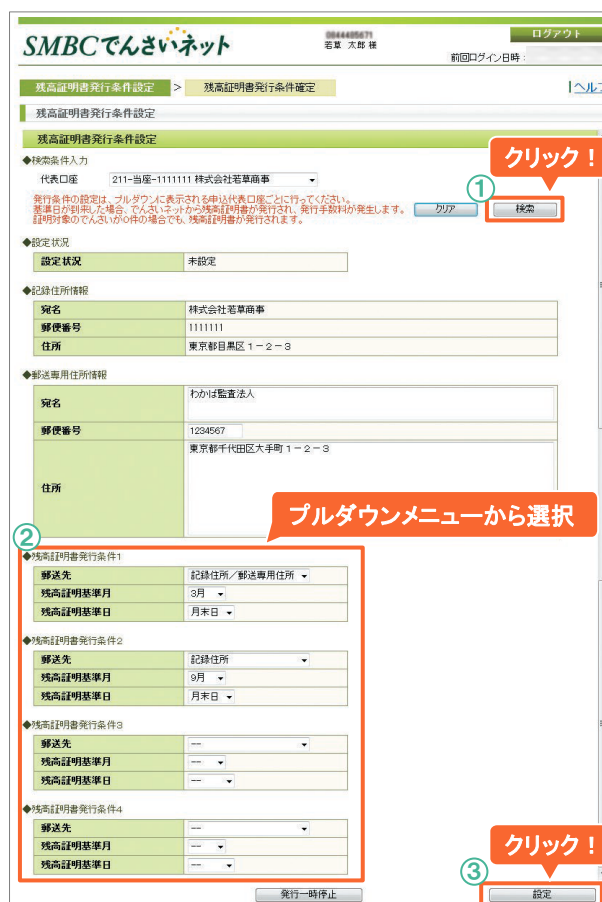 SMBCでんさいネット
若草 太郎 様
ログアウト
前回ログイン日時：
残高証明書発行条件設定 > 残高証明書発行条件確定
残高証明書発行条件設定
残高証明書発行条件設定
クリック！
◆検索条件入力
代表口座 211-当座-1111111 株式会社若草商事
①
発行条件の設定は、プルダウンに表示される申込代表口座ごとに行ってください。
基準日が到来した場合、でんさいネットから残高証明書が発行され、発行手数料が発生します。
証明対象のでんさいが0件の場合でも、残高証明書が発行されます。
クリア 検索
◆設定状況
設定状況 未設定
◆記録住所情報
宛名 株式会社若草商事
郵便番号 1111111
住所 東京都目黒区１－２－３
◆郵送専用住所情報
宛名 わかば監査法人
郵便番号 1234567
住所 東京都千代田区大手町１－２－３
プルダウンメニューから選択
②
◆残高証明書発行条件1
郵送先 記録住所／郵送専用住所
残高証明基準月 3月
残高証明基準日 月末日
◆残高証明書発行条件2
郵送先 記録住所
残高証明基準月 9月
残高証明基準日 月末日
◆残高証明書発行条件3
郵送先 --
残高証明基準月 --
残高証明基準日 --
◆残高証明書発行条件4
郵送先 --
残高証明基準月 --
残高証明基準日 --
クリック！
③
発行一時停止 設定